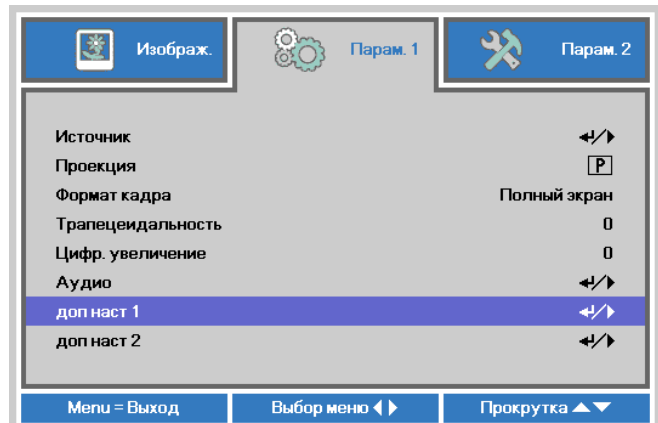 Изображ. Парам. 1 Парам. 2
Источник
Проекция P
Формат кадра Полный экран
Трапецеидальность 0
Цифр. увеличение 0
Аудио
доп наст 1
доп наст 2
Menu = Выход Выбор меню Прокрутка